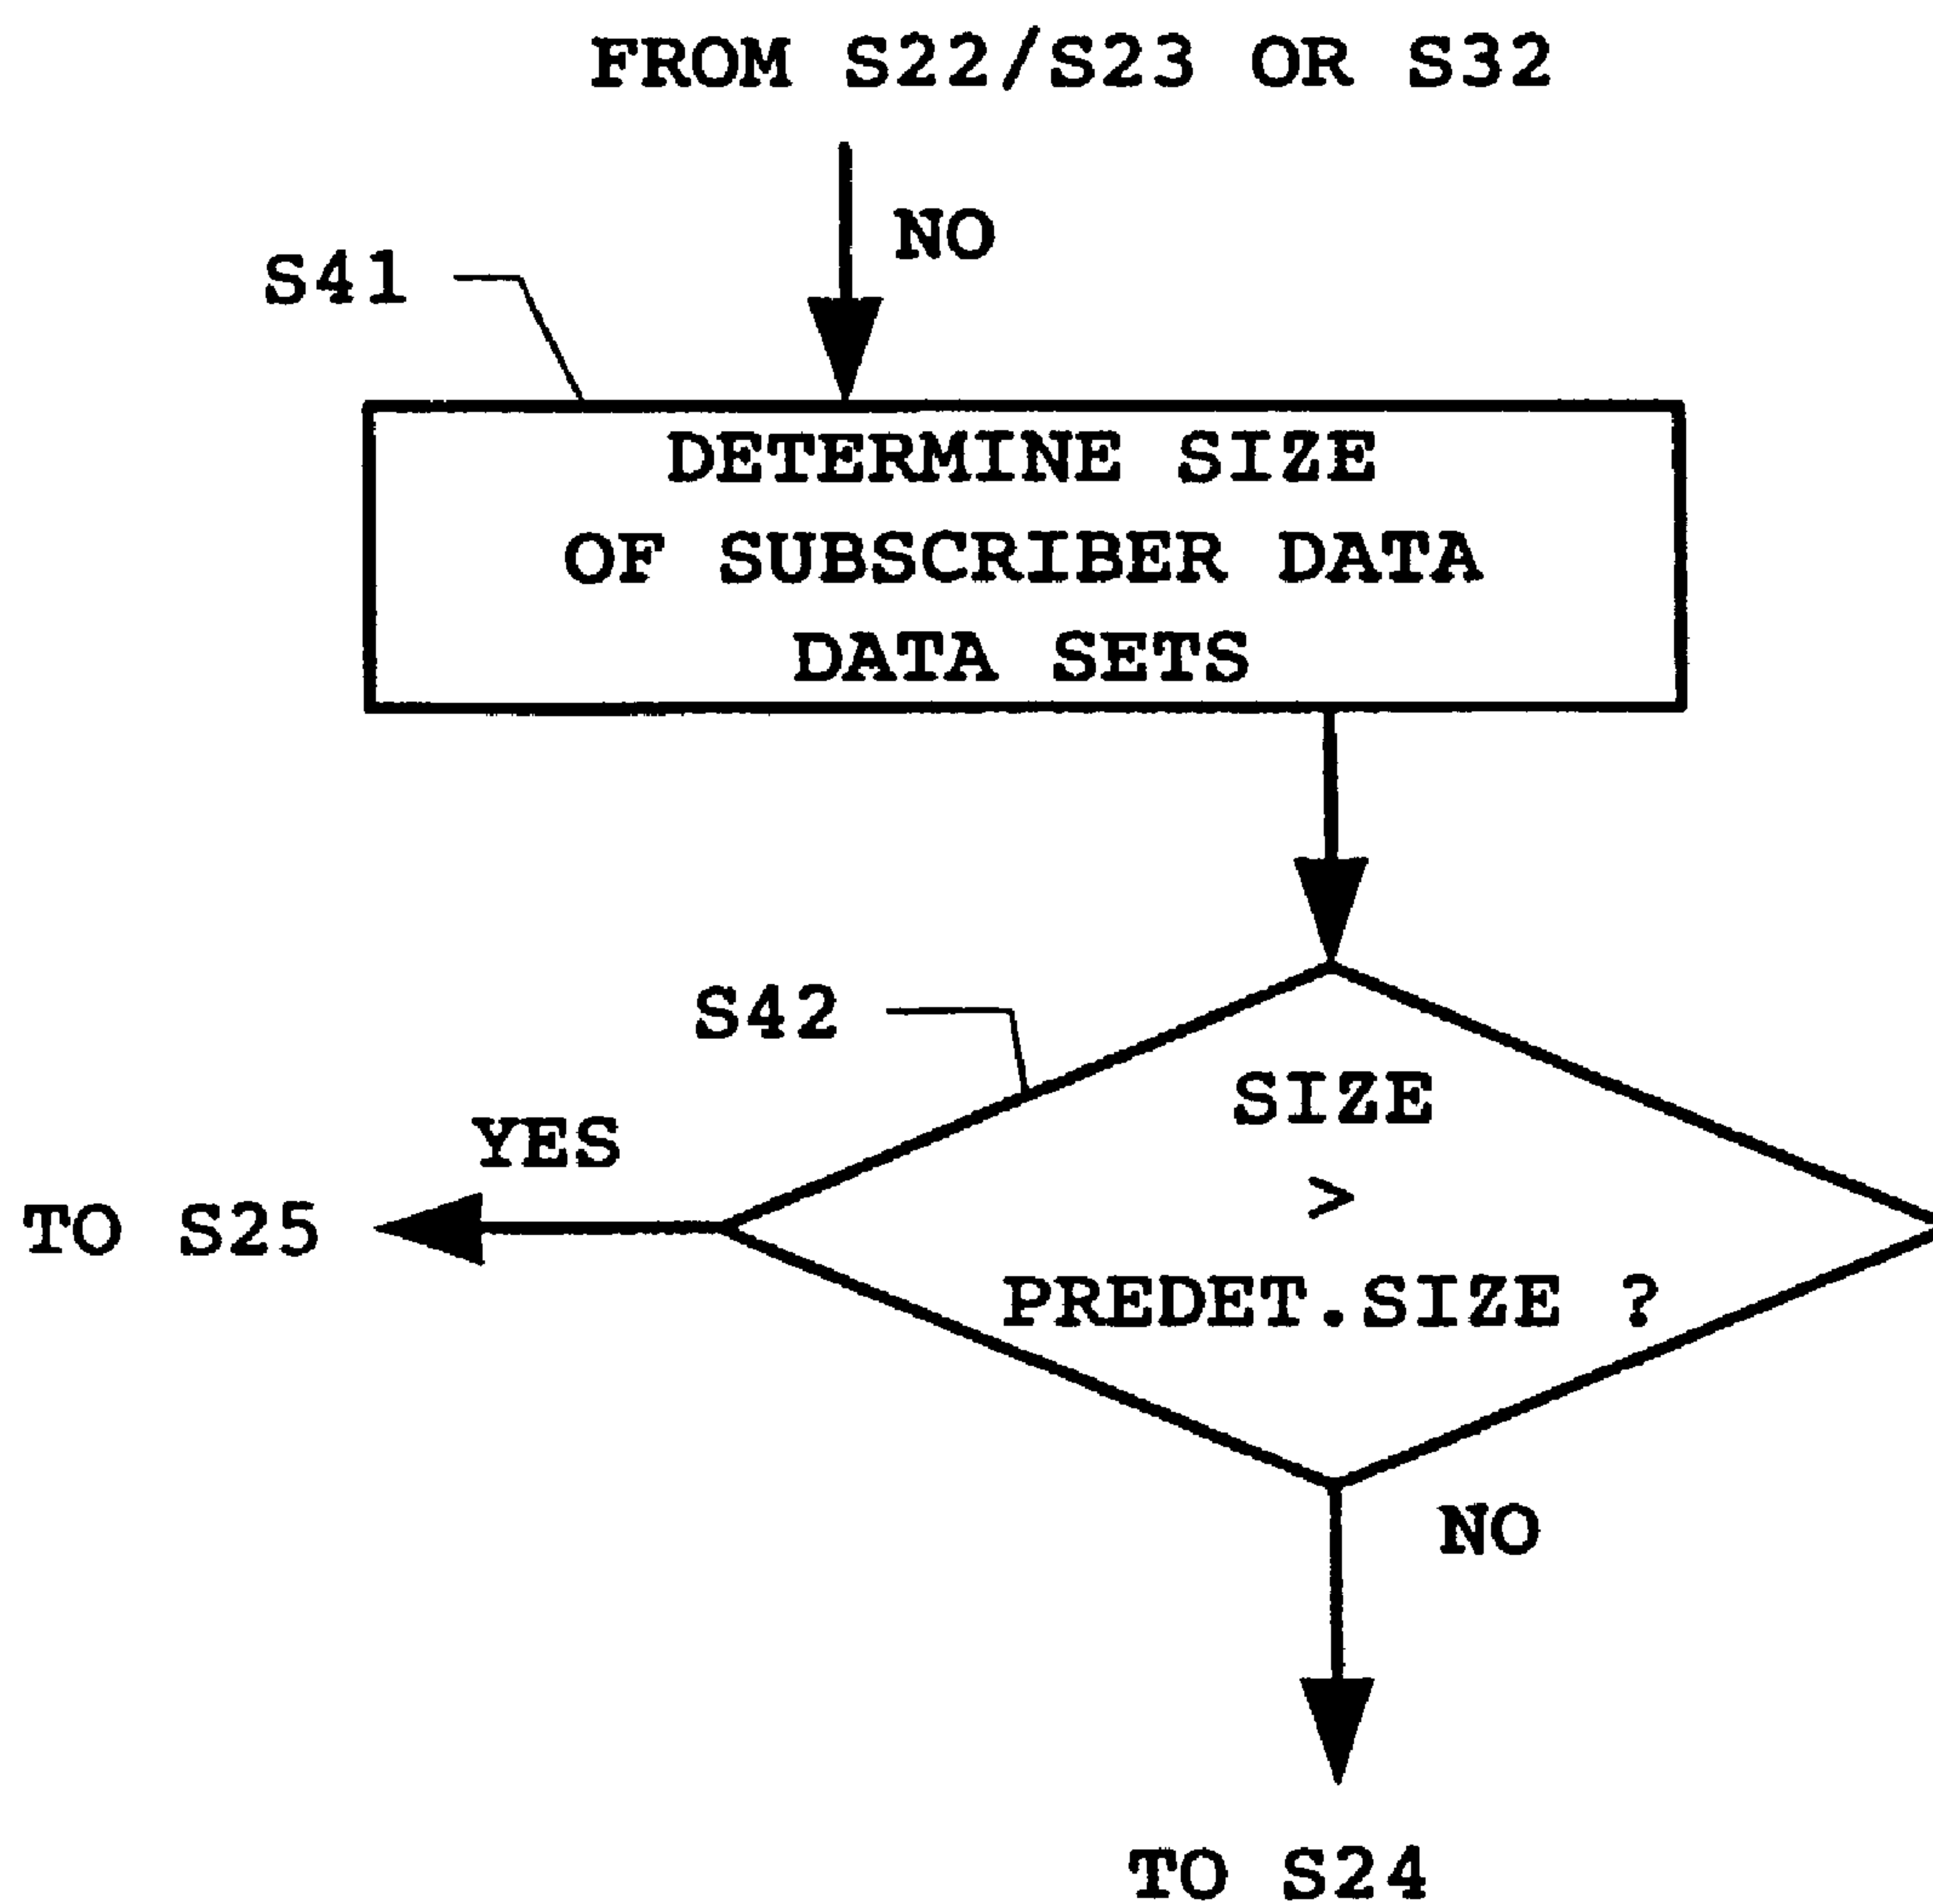 FROM S22/S23 OR S32
NO
S41
DETERMINE SIZE
OF SUBSCRIBER DATA
DATA SETS
S42
SIZE
>
PREDET.SIZE ?
YES
TO S25
NO
TO S24